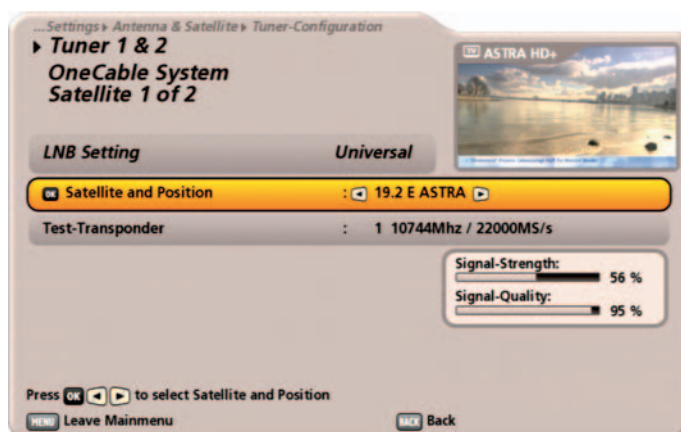 ...Settings▸ Antenna & Satellite▸ Tuner-Configuration
▸ Tuner 1 & 2
OneCable System
Satellite 1 of 2
TV ASTRA HD+
LNB Setting Universal
OK Satellite and Position : ◂ 19.2 E ASTRA ▸
Test-Transponder : 1 10744Mhz / 22000MS/s
Signal-Strength:
56 %
Signal-Quality:
95 %
Press OK ◂ ▸ to select Satellite and Position
MENU Leave Mainmenu BACK Back